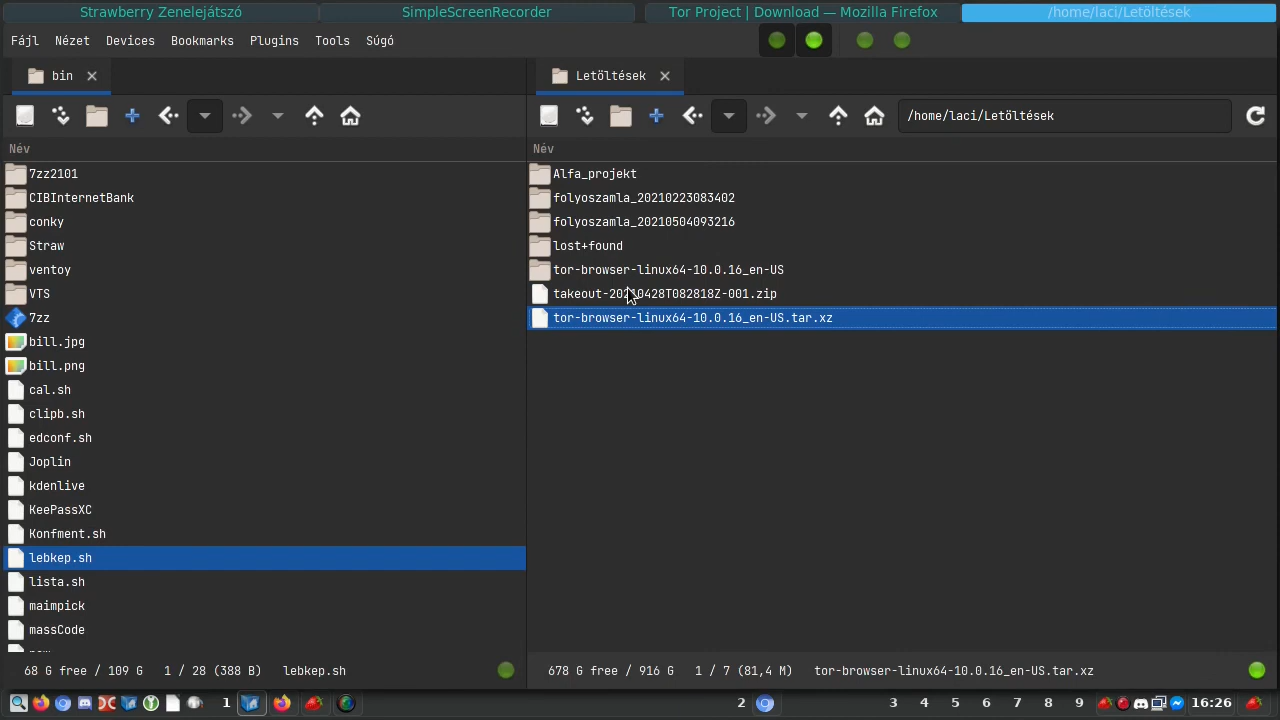 Strawberry Zenelejátszó
SimpleScreenRecorder
Tor Project | Download — Mozilla Firefox
/home/laci/Letöltések
Fájl Nézet Devices Bookmarks Plugins Tools Súgó
bin
Letöltések
/home/laci/Letöltések
Név
7zz2101
CIBInternetBank
conky
Straw
ventoy
VTS
7zz
bill.jpg
bill.png
cal.sh
clipb.sh
edconf.sh
Joplin
kdenlive
KeePassXC
Konfment.sh
lebkep.sh
lista.sh
maimpick
massCode
68 G free / 109 G 1 / 28 (388 B) lebkep.sh
Név
Alfa_projekt
folyoszamla_20210223083402
folyoszamla_20210504093216
lost+found
tor-browser-linux64-10.0.16_en-US
takeout-20210428T082818Z-001.zip
tor-browser-linux64-10.0.16_en-US.tar.xz
678 G free / 916 G 1 / 7 (81,4 M) tor-browser-linux64-10.0.16_en-US.tar.xz
1 2 3 4 5 6 7 8 9 16:26